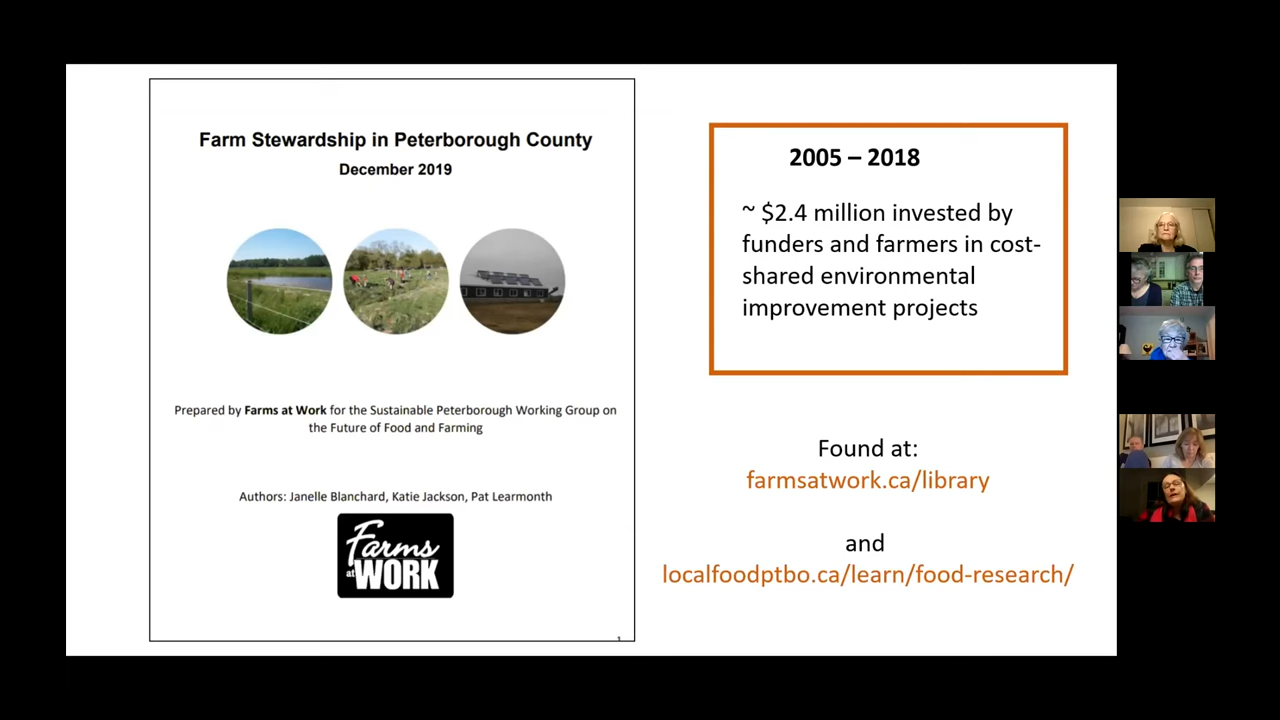 Farm Stewardship in Peterborough County
December 2019
Prepared by Farms at Work for the Sustainable Peterborough Working Group on
the Future of Food and Farming
Authors: Janelle Blanchard, Katie Jackson, Pat Learmonth
Farms
at WORK
1
2005 – 2018
~ $2.4 million invested by
funders and farmers in cost-
shared environmental
improvement projects
Found at:
farmsatwork.ca/library
and
localfoodptbo.ca/learn/food-research/